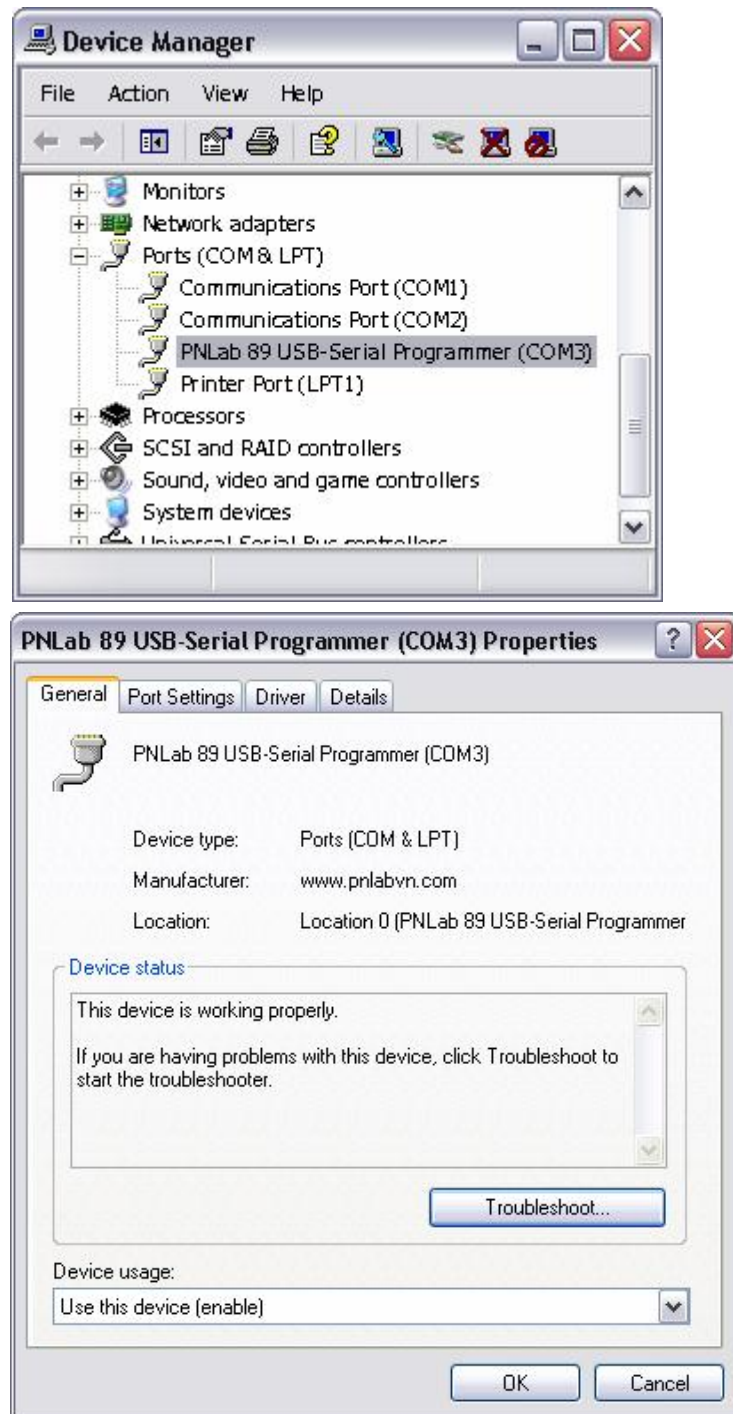 Device Manager
File Action View Help
Monitors
Network adapters
Ports (COM & LPT)
Communications Port (COM1)
Communications Port (COM2)
PNLab 89 USB-Serial Programmer (COM3)
Printer Port (LPT1)
Processors
SCSI and RAID controllers
Sound, video and game controllers
System devices
Universal Serial Bus controllers
PNLab 89 USB-Serial Programmer (COM3) Properties
General Port Settings Driver Details
PNLab 89 USB-Serial Programmer (COM3)
Device type: Ports (COM & LPT)
Manufacturer: www.pnlabvn.com
Location: Location 0 (PNLab 89 USB-Serial Programmer
Device status
This device is working properly.
If you are having problems with this device, click Troubleshoot to
start the troubleshooter.
Troubleshoot...
Device usage:
Use this device (enable)
OK Cancel